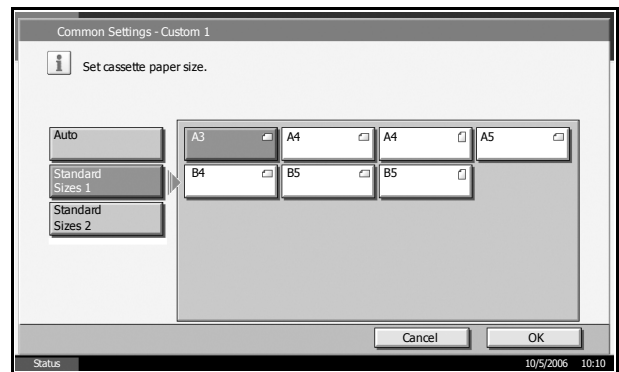 Common Settings - Custom 1
Set cassette paper size.
Auto
Standard
Sizes 1
Standard
Sizes 2
A3 A4 A4 A5
B4 B5 B5
Cancel OK
Status 10/5/2006 10:10